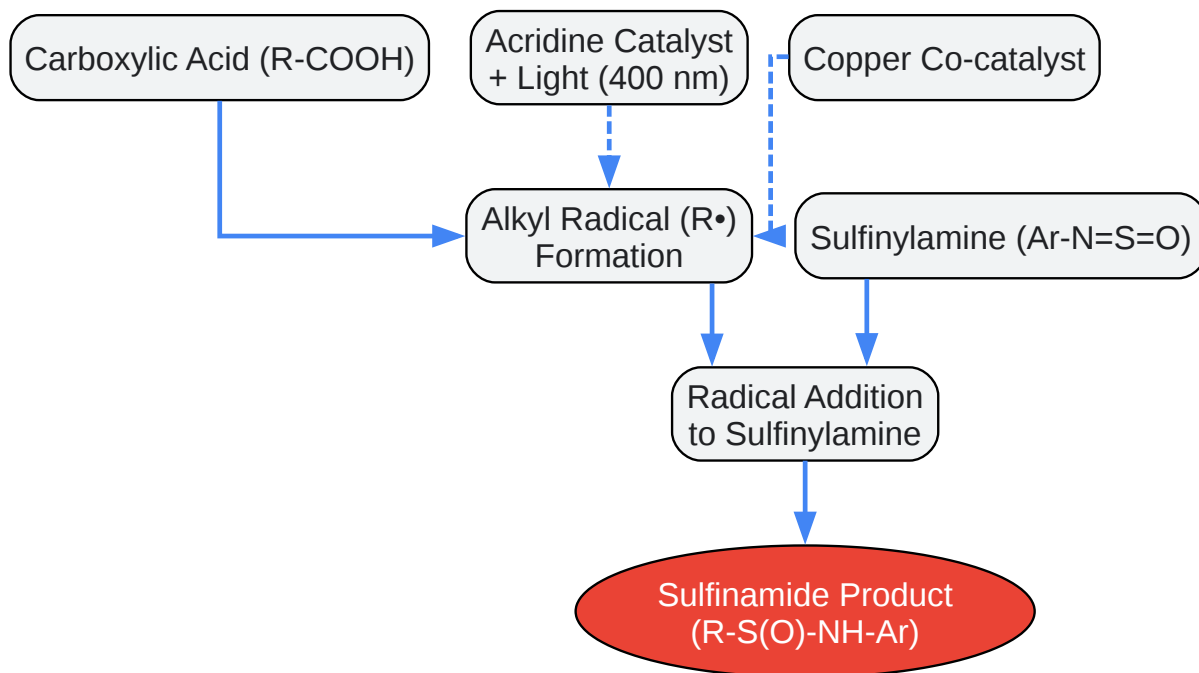 Carboxylic Acid (R-COOH)
Acridine Catalyst
+ Light (400 nm)
Copper Co-catalyst
Alkyl Radical (R•)
Formation
Sulfinylamine (Ar-N=S=O)
Radical Addition
to Sulfinylamine
Sulfinamide Product
(R-S(O)-NH-Ar)